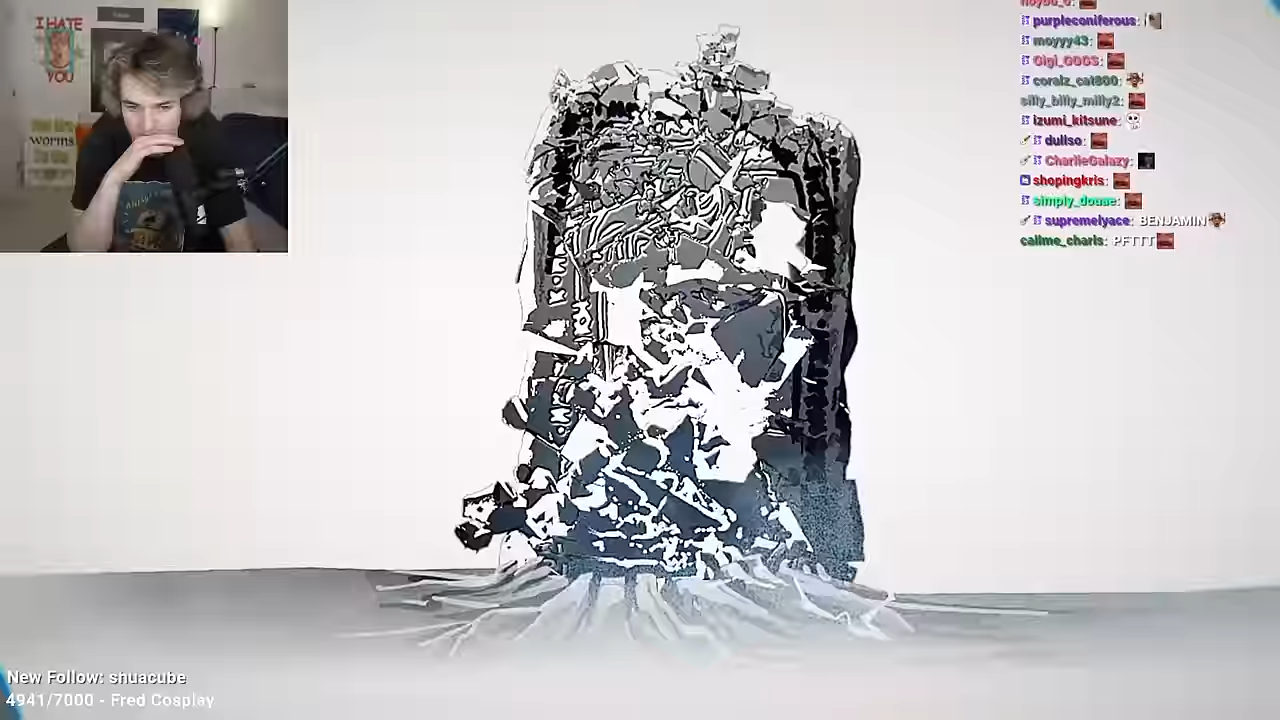 I HATE
YOU
worms
purpleconiferous:
moyyy43:
Gigi_GOGS:
coralz_cat800:
silly_billy_milly2:
izumi_kitsune:
dullso:
CharlieGalazy:
shopingkris:
simply_douae:
supremelyace: BENJAMIN
callme_charis: PFTTT
New Follow: shuacube
4941/7000 - Fred Cosplay